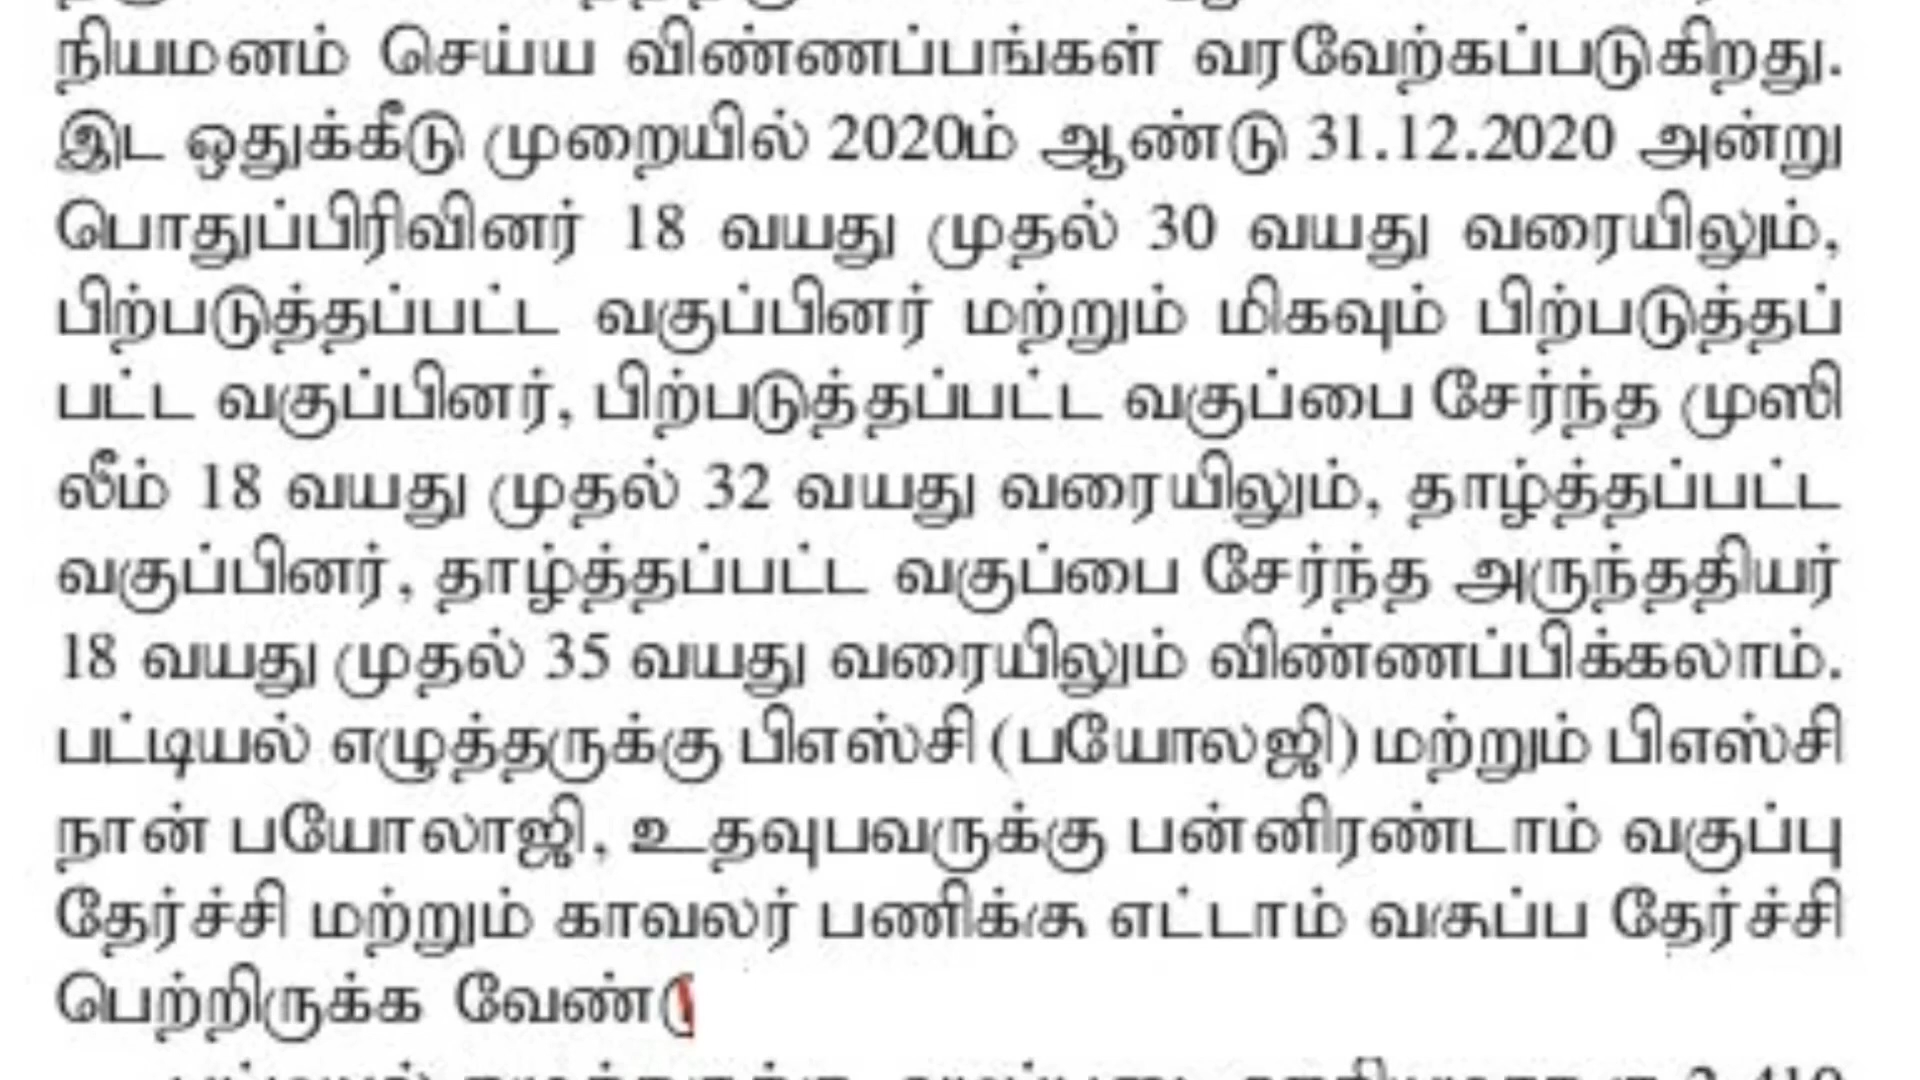 நியமனம் செய்ய விண்ணப்பங்கள் வரவேற்கப்படுகிறது.
இட ஒதுக்கீடு முறையில் 2020ம் ஆண்டு 31.12.2020 அன்று
பொதுப்பிரிவினர் 18 வயது முதல் 30 வயது வரையிலும்,
பிற்படுத்தப்பட்ட வகுப்பினர் மற்றும் மிகவும் பிற்படுத்தப்
பட்ட வகுப்பினர், பிற்படுத்தப்பட்ட வகுப்பை சேர்ந்த முஸி
லீம் 18 வயது முதல் 32 வயது வரையிலும், தாழ்த்தப்பட்ட
வகுப்பினர், தாழ்த்தப்பட்ட வகுப்பை சேர்ந்த அருந்ததியர்
18 வயது முதல் 35 வயது வரையிலும் விண்ணப்பிக்கலாம்.
பட்டியல் எழுத்தருக்கு பிஎஸ்சி (பயோலஜி) மற்றும் பிஎஸ்சி
நான் பயோலாஜி, உதவுபவருக்கு பன்னிரண்டாம் வகுப்பு
தேர்ச்சி மற்றும் காவலர் பணிக்கு எட்டாம் வகுப்ப தேர்ச்சி
பெற்றிருக்க